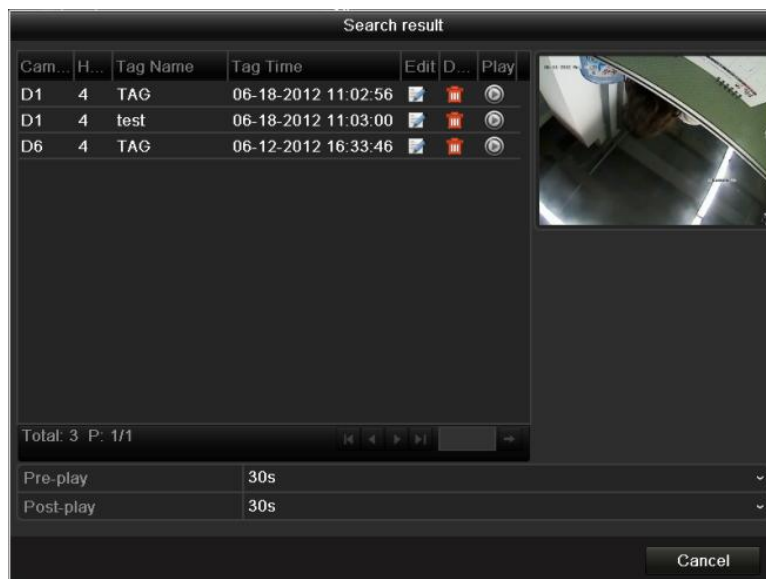 Search result
Cam... H... Tag Name Tag Time Edit D... Play
D1 4 TAG 06-18-2012 11:02:56
D1 4 test 06-18-2012 11:03:00
D6 4 TAG 06-12-2012 16:33:46
Total: 3 P: 1/1
Pre-play 30s
Post-play 30s
Cancel